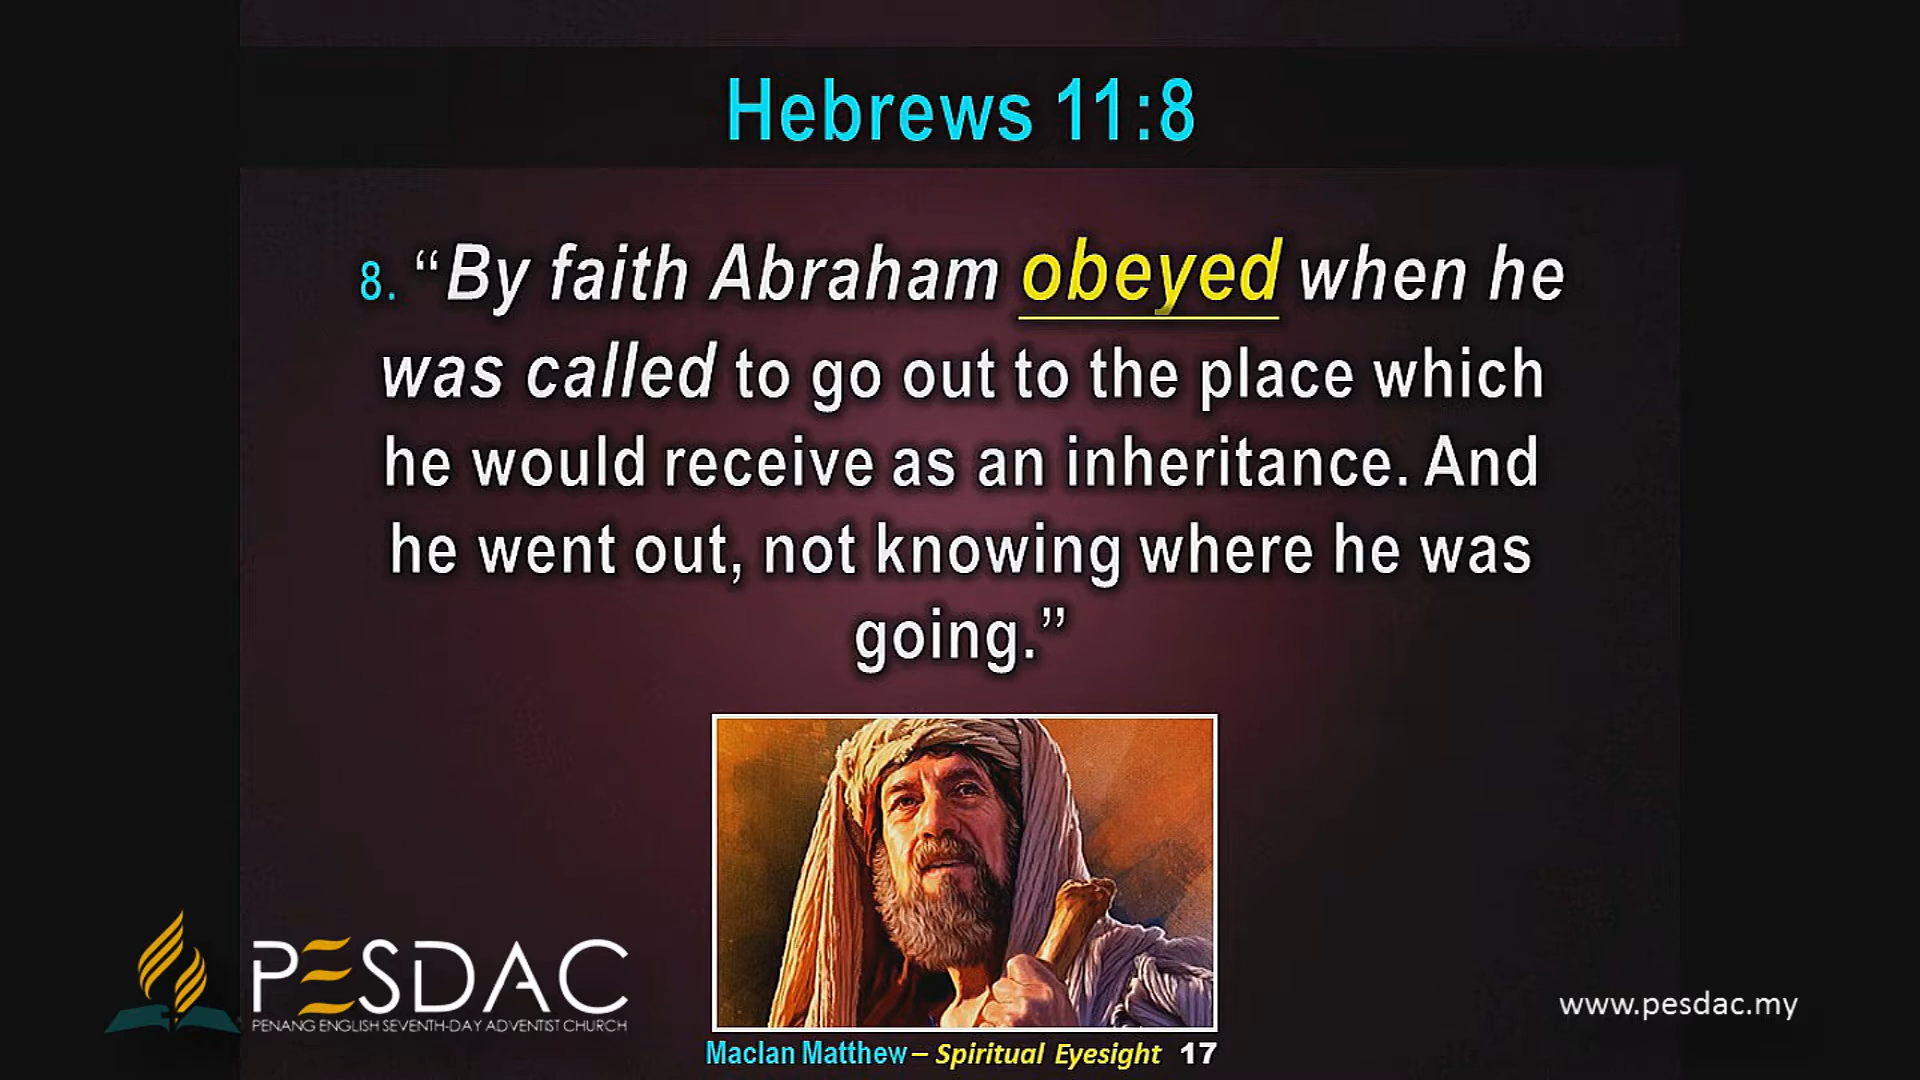 Hebrews 11:8
8. “By faith Abraham obeyed when he
was called to go out to the place which
he would receive as an inheritance. And
he went out, not knowing where he was
going.”
PESDAC
PENANG ENGLISH SEVENTH-DAY ADVENTIST CHURCH
www.pesdac.my
Maclan Matthew – Spiritual Eyesight 17